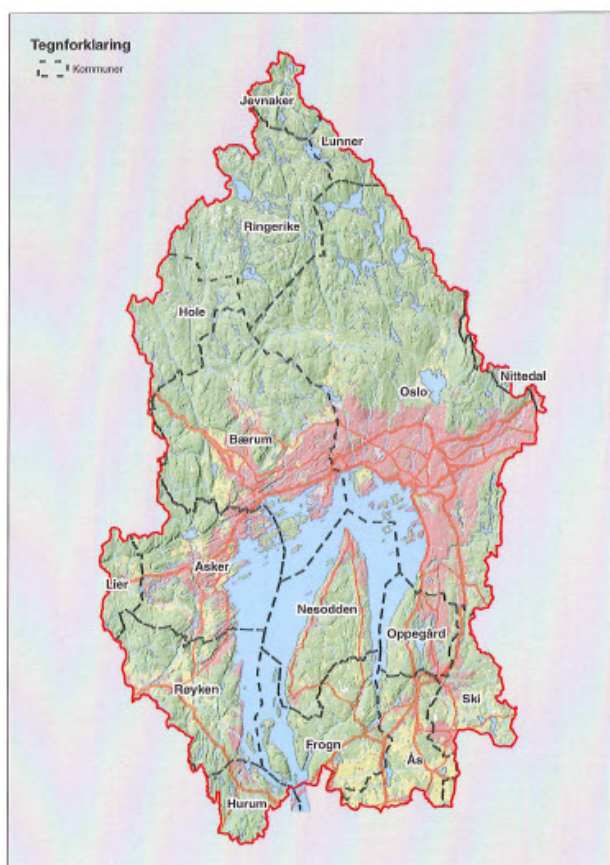 Tegnforklaring
Kommuner
Jevnaker
Lunner
Ringerike
Hole
Nittedal
Oslo
Bærum
Asker
Lier
Nesodden
Oppegård
Røyken
Ski
Frogn
Ås
Hurum